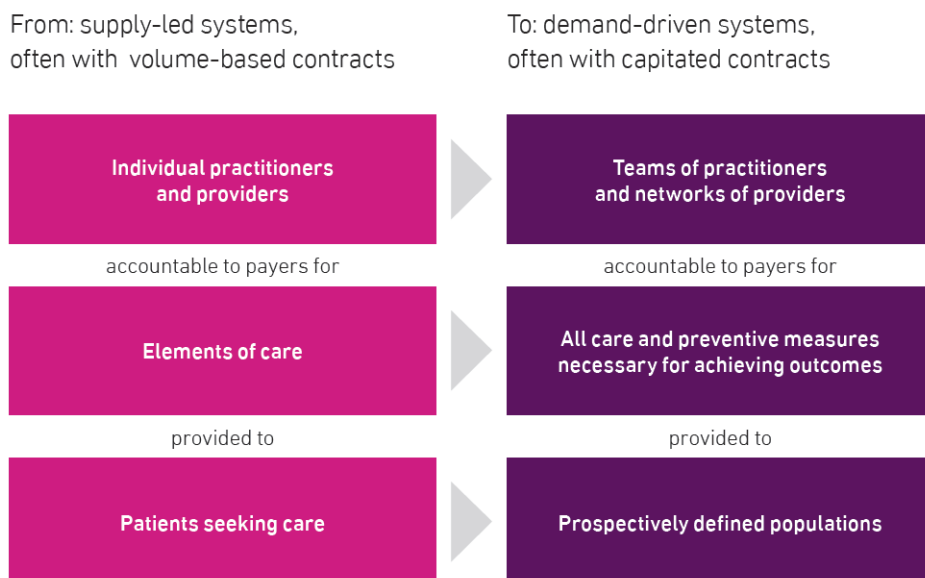 From: supply-led systems,
often with volume-based contracts
To: demand-driven systems,
often with capitated contracts
Individual practitioners
and providers
Teams of practitioners
and networks of providers
accountable to payers for
accountable to payers for
Elements of care
All care and preventive measures
necessary for achieving outcomes
provided to
provided to
Patients seeking care
Prospectively defined populations